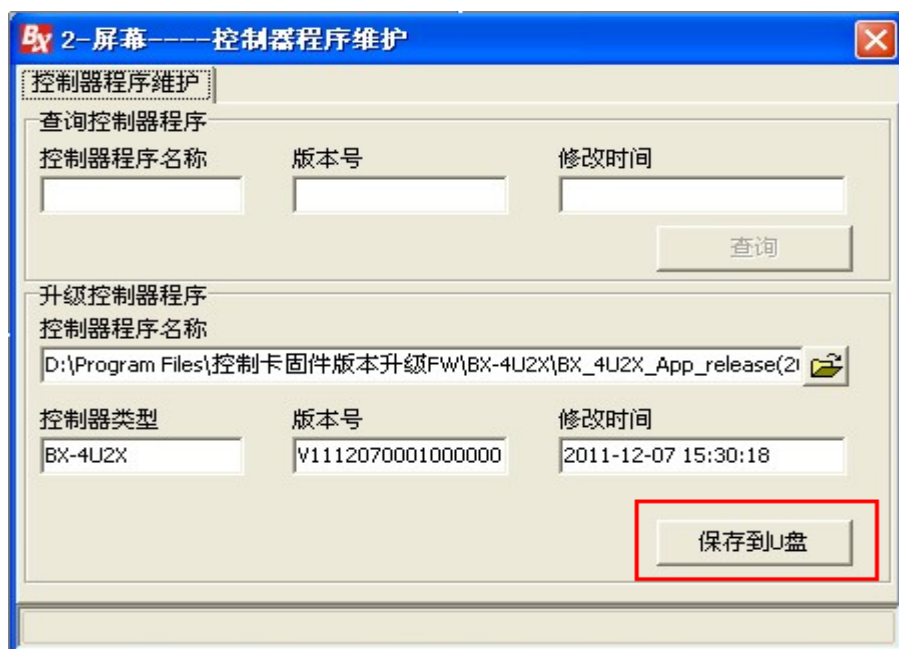 BX 2-屏幕----控制器程序维护
控制器程序维护
查询控制器程序
控制器程序名称 版本号 修改时间
查询
升级控制器程序
控制器程序名称
D:\Program Files\控制卡固件版本升级FW\BX-4U2X\BX_4U2X_App_release(20
控制器类型 版本号 修改时间
BX-4U2X V1112070001000000 2011-12-07 15:30:18
保存到U盘